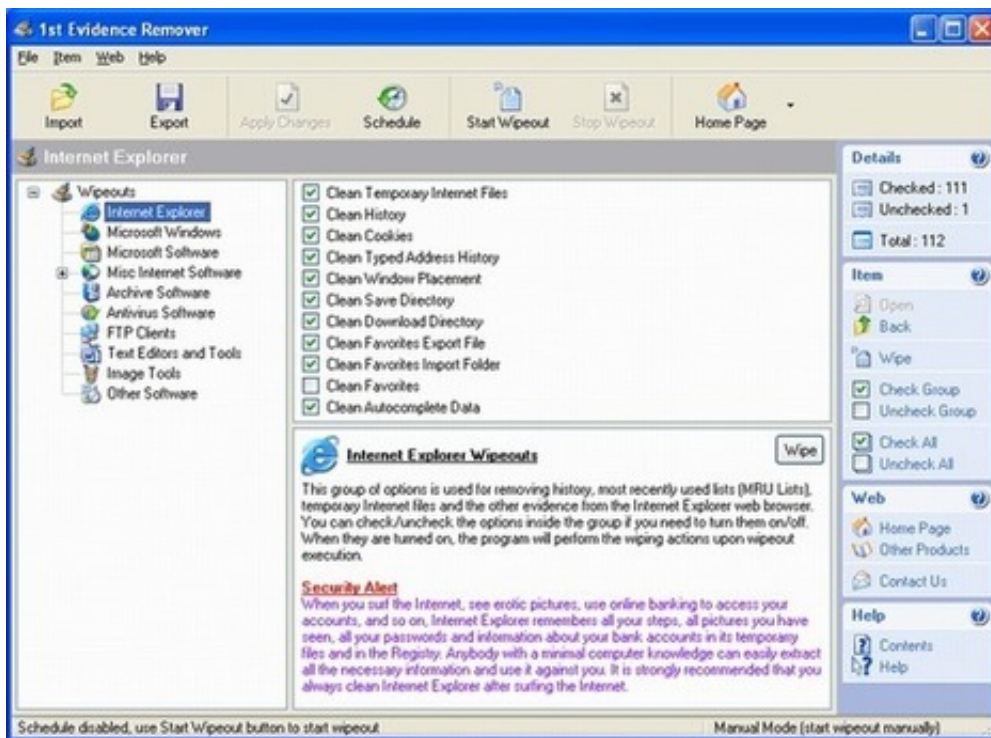 1st Evidence Remover
File Item Web Help
Import Export Apply Changes Schedule Start Wipeout Stop Wipeout Home Page
Internet Explorer
Wipeouts
Internet Explorer
Microsoft Windows
Microsoft Software
Misc Internet Software
Archive Software
Antivirus Software
FTP Clients
Text Editors and Tools
Image Tools
Other Software
Clean Temporary Internet Files
Clean History
Clean Cookies
Clean Typed Address History
Clean Window Placement
Clean Save Directory
Clean Download Directory
Clean Favorites Export File
Clean Favorites Import Folder
Clean Favorites
Clean Autocomplete Data
Internet Explorer Wipeouts
Wipe
This group of options is used for removing history, most recently used lists (MRU Lists),
temporary Internet files and the other evidence from the Internet Explorer web browser.
You can check/uncheck the options inside the group if you need to turn them on/off.
When they are turned on, the program will perform the wiping actions upon wipeout
execution.
Security Alert
When you surf the Internet, see erotic pictures, use online banking to access your
accounts, and so on, Internet Explorer remembers all your steps, all pictures you have
seen, all your passwords and information about your bank accounts in its temporary
files and in the Registry. Anybody with a minimal computer knowledge can easily extract
all the necessary information and use it against you. It is strongly recommended that you
always clean Internet Explorer after surfing the Internet.
Details
Checked : 111
Unchecked : 1
Total : 112
Item
Open
Back
Wipe
Check Group
Uncheck Group
Check All
Uncheck All
Web
Home Page
Other Products
Contact Us
Help
Contents
Help
Schedule disabled, use Start Wipeout button to start wipeout
Manual Mode (start wipeout manually)